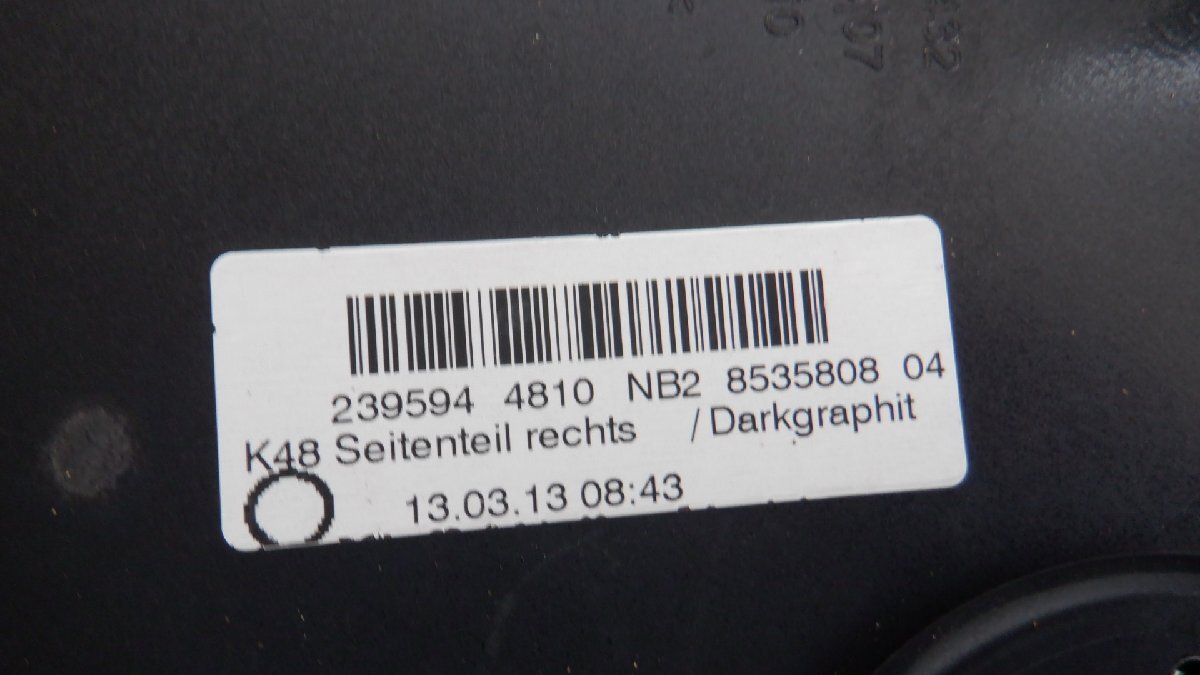 239594 4810 NB2 8535808 04
K48 Seitenteil rechts / Darkgraphit
13.03.13 08:43